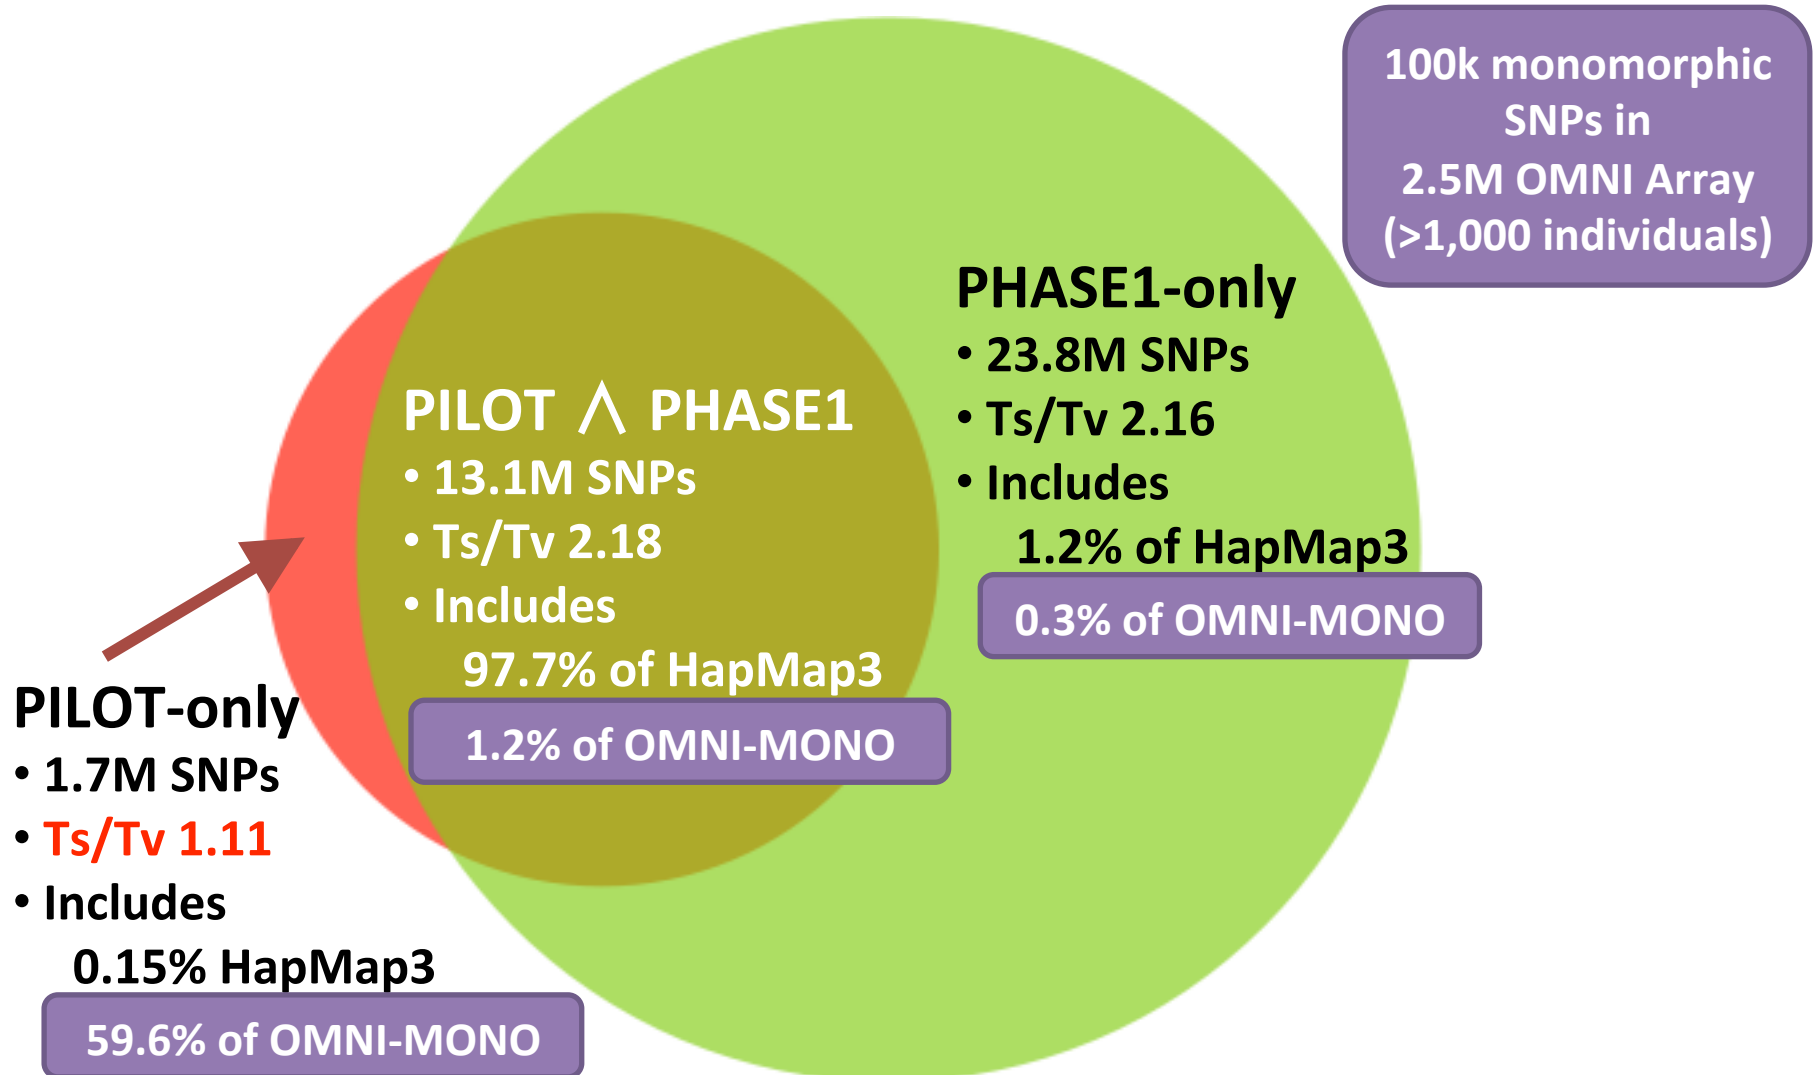 100k monomorphic
SNPs in
2.5M OMNI Array
(>1,000 individuals)
PHASE1-only
• 23.8M SNPs
• Ts/Tv 2.16
• Includes
1.2% of HapMap3
0.3% of OMNI-MONO
PILOT ∧ PHASE1
• 13.1M SNPs
• Ts/Tv 2.18
• Includes
97.7% of HapMap3
1.2% of OMNI-MONO
PILOT-only
• 1.7M SNPs
• Ts/Tv 1.11
• Includes
0.15% HapMap3
59.6% of OMNI-MONO